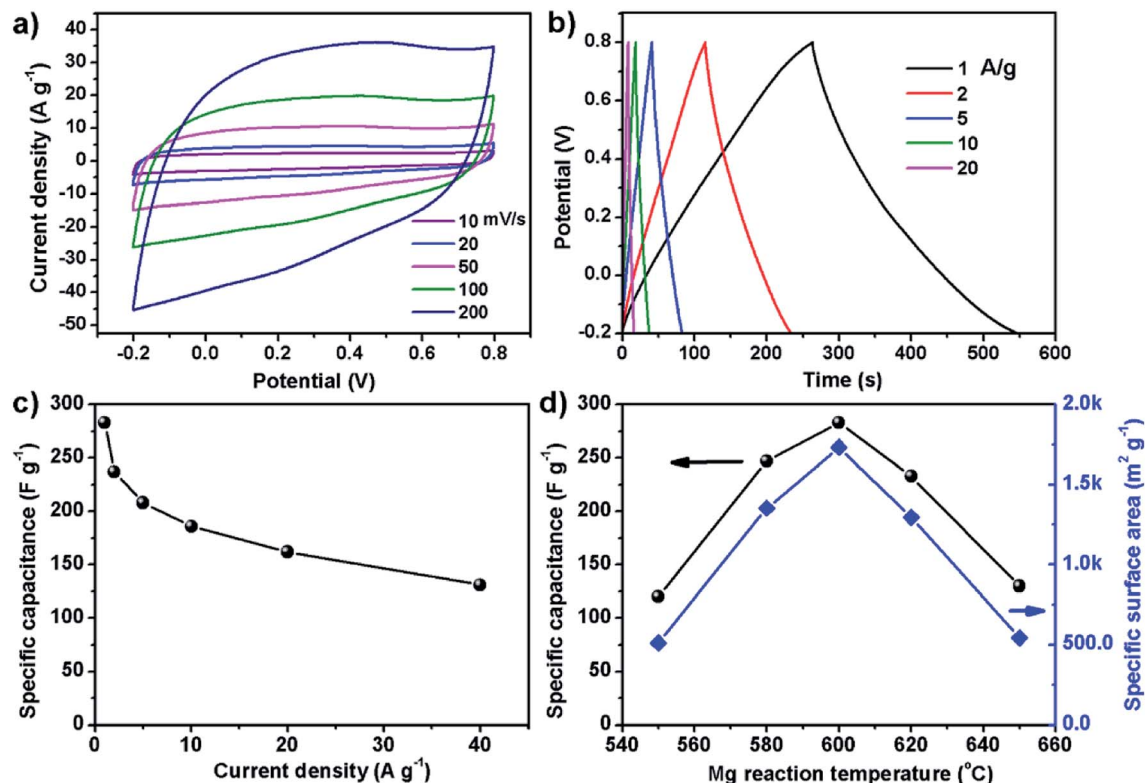 a)
50
40
30
20
10
0
-10
-20
-30
-40
-50
Current density (A g-1)
-0.2 0.0 0.2 0.4 0.6 0.8
Potential (V)
10 mV/s
20
50
100
200
b)
0.8
0.6
0.4
0.2
0.0
-0.2
Potential (V)
0 100 200 300 400 500 600
Time (s)
1 A/g
2
5
10
20
c)
300
250
200
150
100
50
0
Specific capacitance (F g-1)
0 10 20 30 40
Current density (A g-1)
d)
300
250
200
150
100
50
0
Specific capacitance (F g-1)
540 560 580 600 620 640 660
Mg reaction temperature (oC)
2.0k
1.5k
1.0k
500.0
0.0
Specific surface area (m2 g-1)